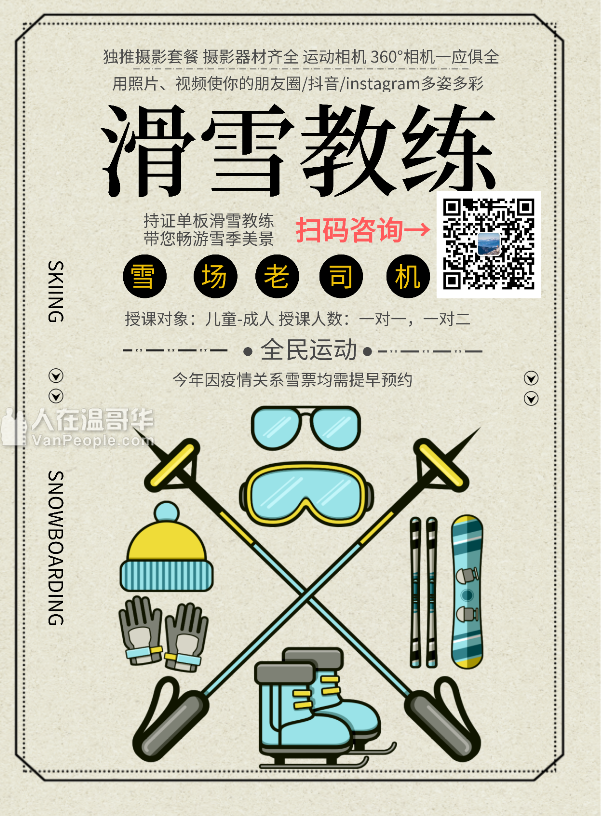 独推摄影套餐 摄影器材齐全 运动相机 360°相机一应俱全
用照片、视频使你的朋友圈/抖音/instagram多姿多彩
滑雪教练
持证单板滑雪教练
带您畅游雪季美景
扫码咨询→
雪场老司机
授课对象：儿童-成人 授课人数：一对一，一对二
全民运动
今年因疫情关系雪票均需提早预约
SKIING
SNOWBOARDING
人在温哥华
VanPeople.com